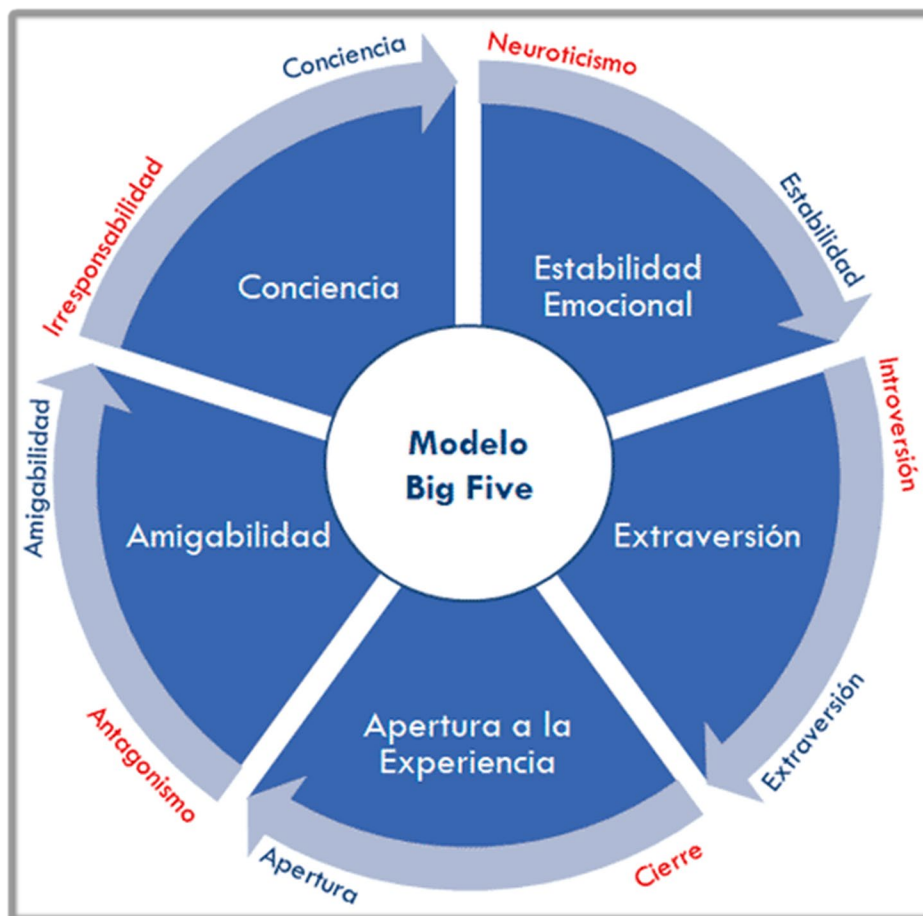 Conciencia
Neuroticismo
Irresponsabilidad
Estabilidad
Conciencia
Estabilidad
Emocional
Introversión
Amigabilidad
Modelo
Big Five
Amigabilidad
Extraversión
Antagonismo
Apertura a la
Experiencia
Extraversión
Apertura
Cierre